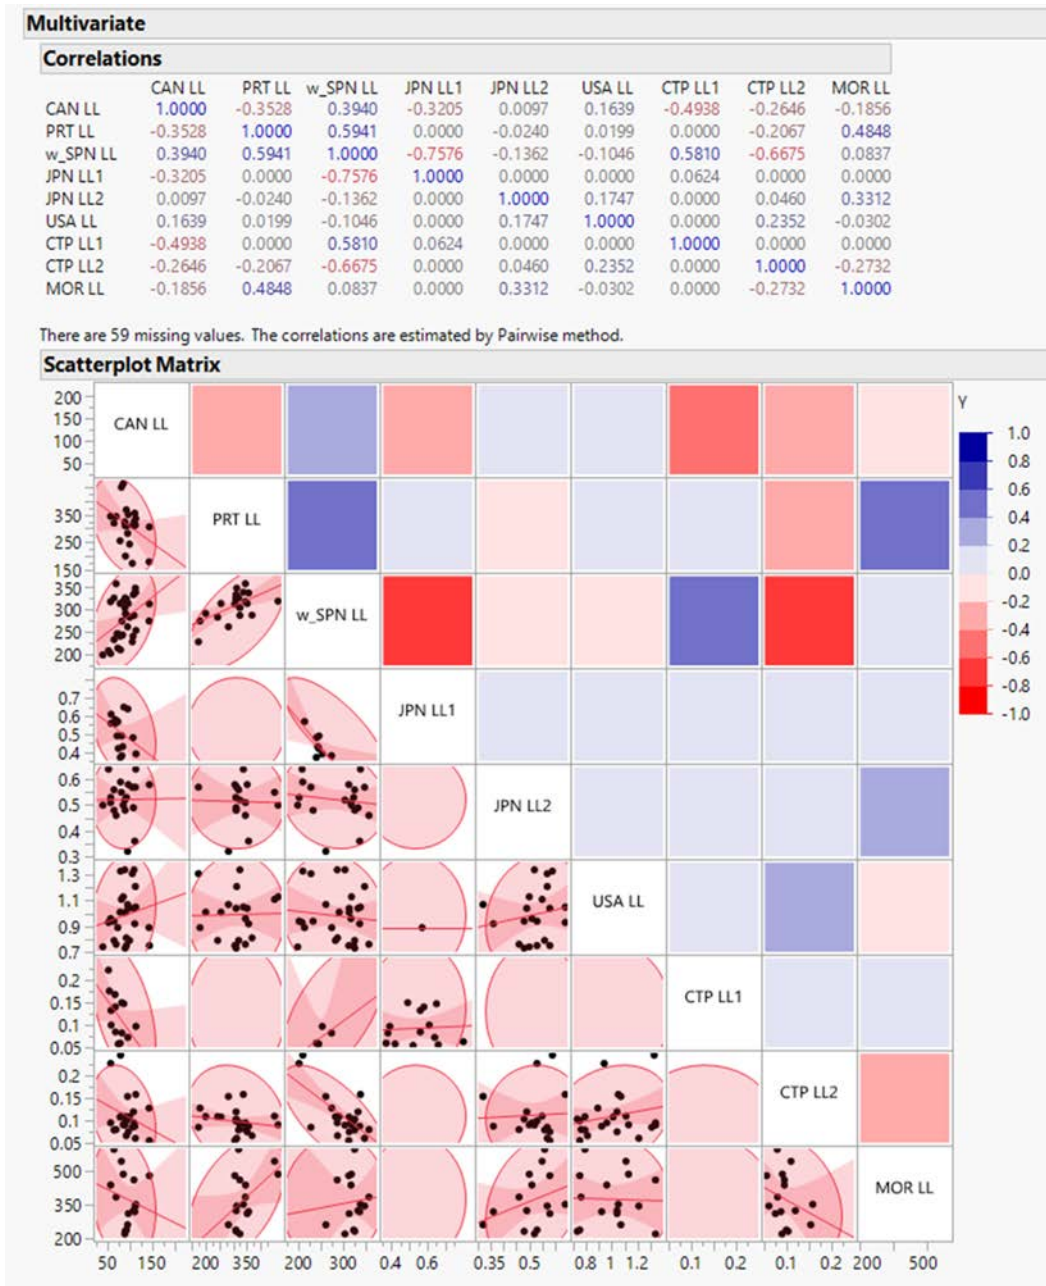 Multivariate
Correlations
CAN LL PRT LL w_SPN LL JPN LL1 JPN LL2 USA LL CTP LL1 CTP LL2 MOR LL
CAN LL 1.0000 -0.3528 0.3940 -0.3205 0.0097 0.1639 -0.4938 -0.2646 -0.1856
PRT LL -0.3528 1.0000 0.5941 0.0000 -0.0240 0.0199 0.0000 -0.2067 0.4848
w_SPN LL 0.3940 0.5941 1.0000 -0.7576 -0.1362 -0.1046 0.5810 -0.6675 0.0837
JPN LL1 -0.3205 0.0000 -0.7576 1.0000 0.0000 0.0000 0.0624 0.0000 0.0000
JPN LL2 0.0097 -0.0240 -0.1362 0.0000 1.0000 0.1747 0.0000 0.0460 0.3312
USA LL 0.1639 0.0199 -0.1046 0.0000 0.1747 1.0000 0.0000 0.2352 -0.0302
CTP LL1 -0.4938 0.0000 0.5810 0.0624 0.0000 0.0000 1.0000 0.0000 0.0000
CTP LL2 -0.2646 -0.2067 -0.6675 0.0000 0.0460 0.2352 0.0000 1.0000 -0.2732
MOR LL -0.1856 0.4848 0.0837 0.0000 0.3312 -0.0302 0.0000 -0.2732 1.0000
There are 59 missing values. The correlations are estimated by Pairwise method.
Scatterplot Matrix
200
150
100
50
CAN LL
Y
1.0
0.8
0.6
0.4
0.2
0.0
-0.2
-0.4
-0.6
-0.8
-1.0
350
250
150
PRT LL
350
300
250
200
w_SPN LL
0.7
0.6
0.5
0.4
JPN LL1
0.6
0.5
0.4
0.3
JPN LL2
1.3
1.1
0.9
0.7
USA LL
0.2
0.15
0.1
0.05
CTP LL1
0.2
0.15
0.1
0.05
CTP LL2
500
350
200
MOR LL
50 150 200 350 200 300 0.4 0.6 0.35 0.5 0.8 1 1.2 0.1 0.2 0.1 0.2 200 500